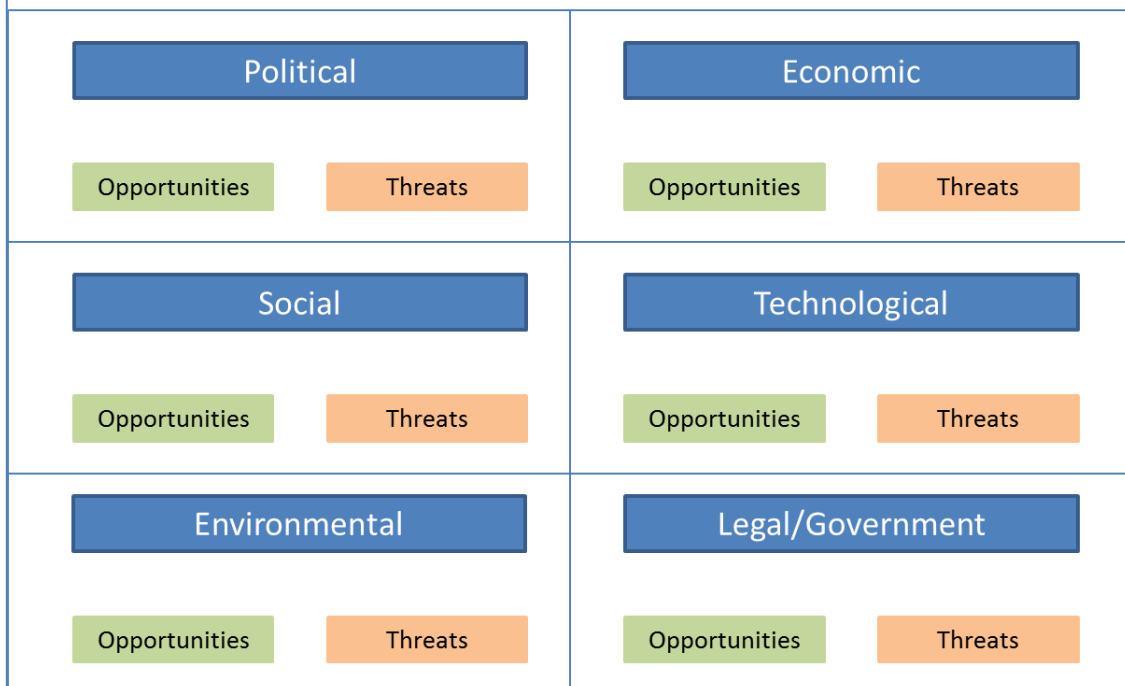 Political
Economic
Opportunities Threats
Opportunities Threats
Social
Technological
Opportunities Threats
Opportunities Threats
Environmental
Legal/Government
Opportunities Threats
Opportunities Threats